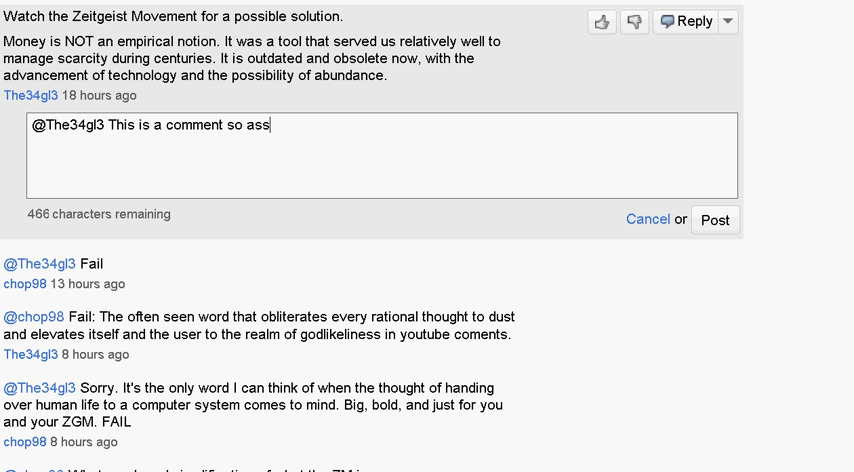 Watch the Zeitgeist Movement for a possible solution.
Reply
Money is NOT an empirical notion. It was a tool that served us relatively well to
manage scarcity during centuries. It is outdated and obsolete now, with the
advancement of technology and the possibility of abundance.
The34gl3 18 hours ago
@The34gl3 This is a comment so ass
466 characters remaining
Cancel or Post
@The34gl3 Fail
chop98 13 hours ago
@chop98 Fail: The often seen word that obliterates every rational thought to dust
and elevates itself and the user to the realm of godlikeliness in youtube coments.
The34gl3 8 hours ago
@The34gl3 Sorry. It's the only word I can think of when the thought of handing
over human life to a computer system comes to mind. Big, bold, and just for you
and your ZGM. FAIL
chop98 8 hours ago